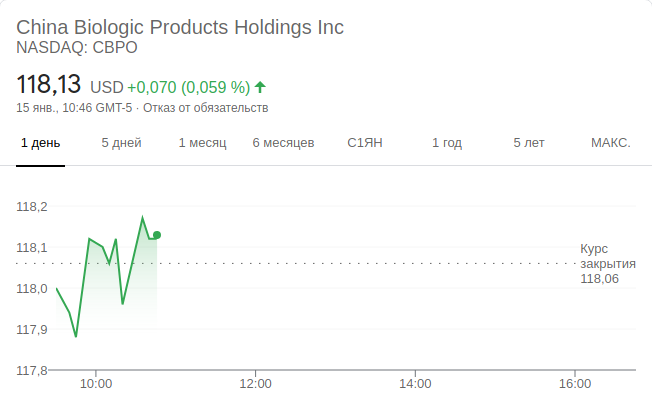 China Biologic Products Holdings Inc
NASDAQ: CBPO
118,13 USD +0,070 (0,059 %)
15 янв., 10:46 GMT-5 · Отказ от обязательств
1 день 5 дней 1 месяц 6 месяцев С1ЯН 1 год 5 лет МАКС.
118,2
118,1
Курс
закрытия
118,06
118,0
117,9
117,8
10:00 12:00 14:00 16:00